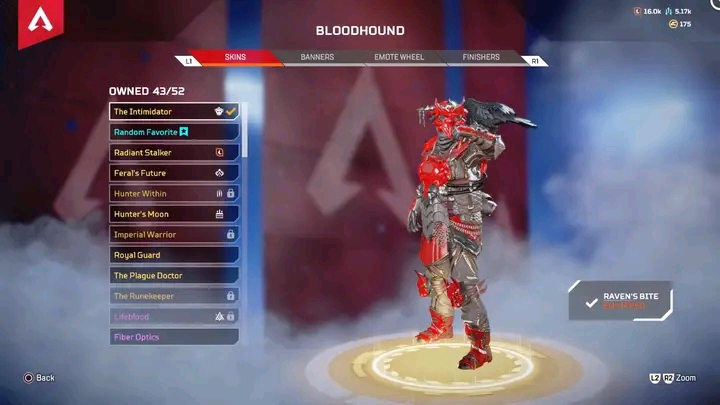 BLOODHOUND
16.0k 5.17k
175
L1 SKINS BANNERS EMOTE WHEEL FINISHERS R1
OWNED 43/52
The Intimidator
Random Favorite
Radiant Stalker
Feral's Future
Hunter Within
Hunter's Moon
Imperial Warrior
Royal Guard
The Plague Doctor
The Runekeeper
Lifeblood
Fiber Optics
RAVEN'S BITE
EQUIPPED
Back
L2 R2 Zoom